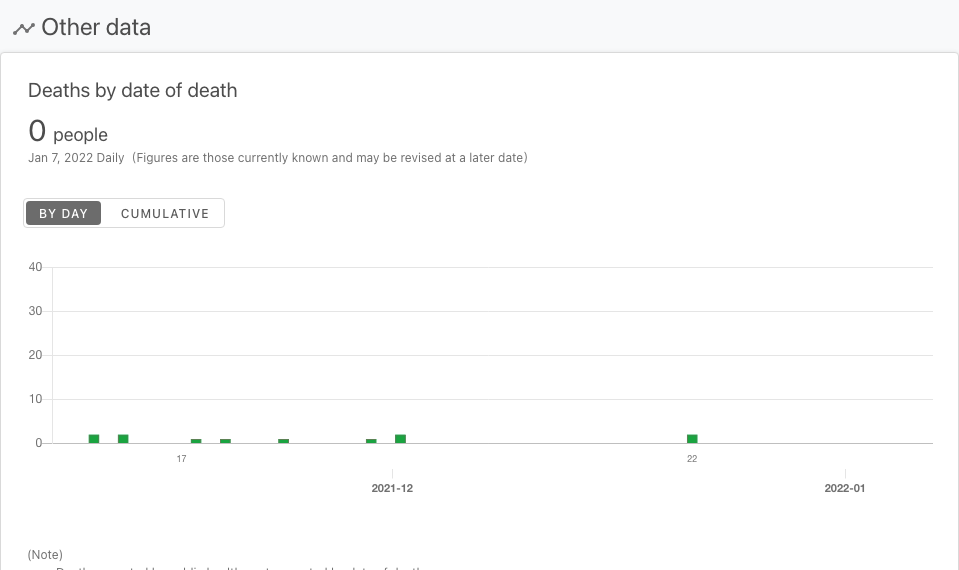 Other data
Deaths by date of death
0 people
Jan 7, 2022 Daily (Figures are those currently known and may be revised at a later date)
BY DAY CUMULATIVE
40
30
20
10
0
17 22
2021-12 2022-01
(Note)